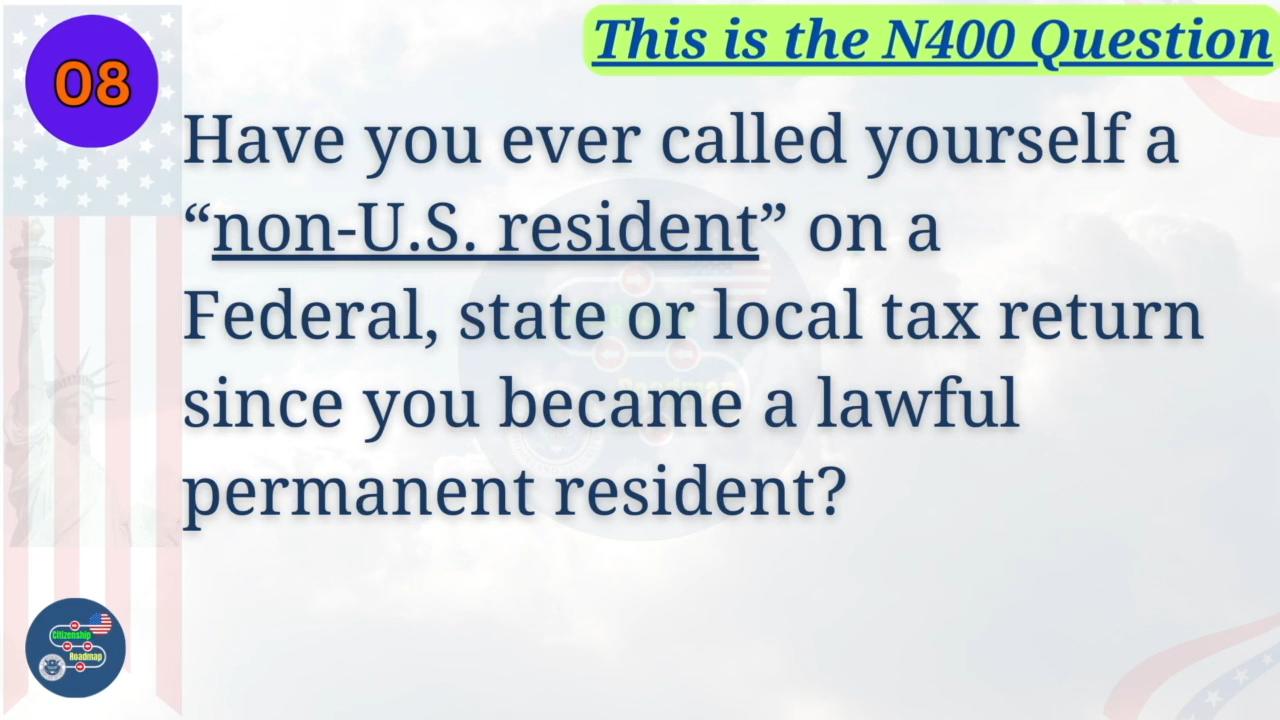 08
This is the N400 Question
Have you ever called yourself a
“non-U.S. resident” on a
Federal, state or local tax return
since you became a lawful
permanent resident?
Citizenship
Roadmap